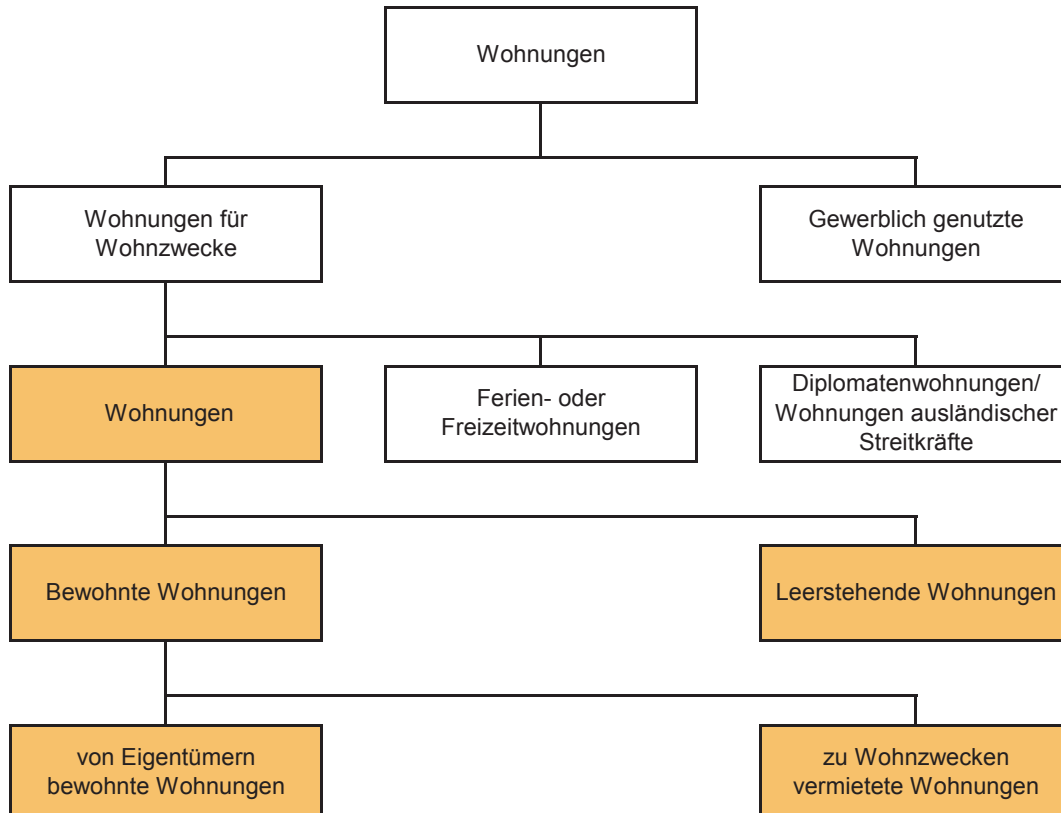 Wohnungen
Wohnungen für
Wohnzwecke
Gewerblich genutzte
Wohnungen
Wohnungen
Ferien- oder
Freizeitwohnungen
Diplomatenwohnungen/
Wohnungen ausländischer
Streitkräfte
Bewohnte Wohnungen
Leerstehende Wohnungen
von Eigentümern
bewohnte Wohnungen
zu Wohnzwecken
vermietete Wohnungen